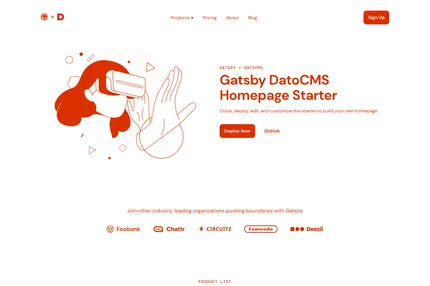 Products ▾ Pricing About Blog
Sign Up
GATSBY + DATOCMS
Gatsby DatoCMS
Homepage Starter
Clone, deploy, edit, and customize this starter to build your own homepage
Deploy Now GitHub
Join other industry-leading organizations pushing boundaries with Gatsby
Foobank Chattr CIRCUITZ Fastcodo Deezii
PRODUCT LIST